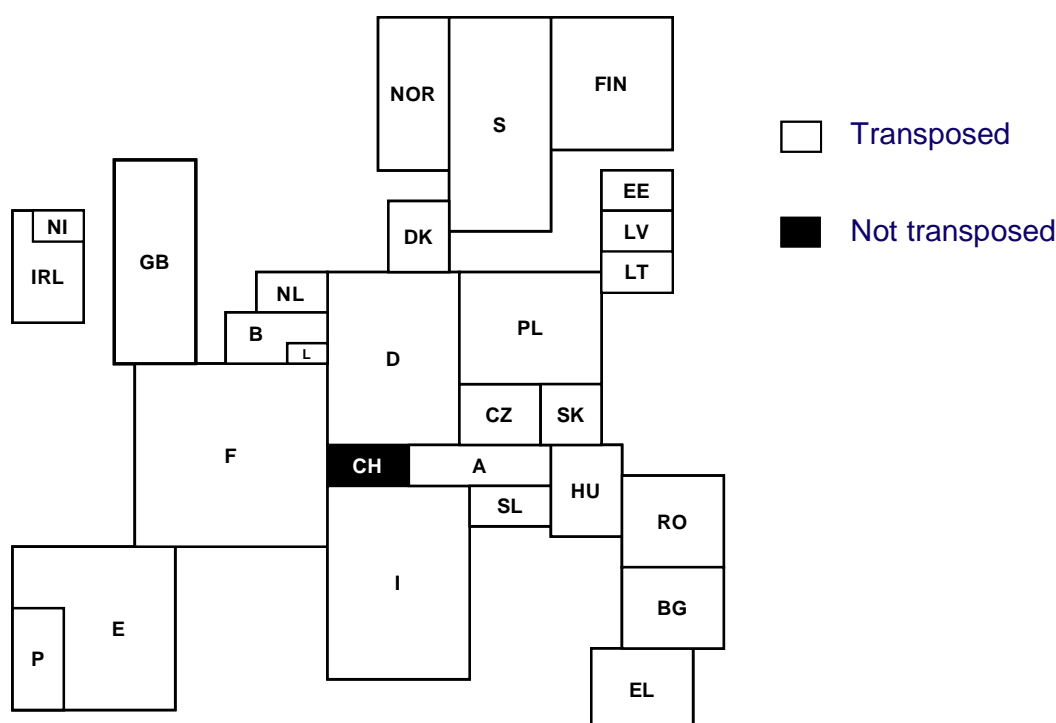 NOR
S
FIN
Transposed
EE
NI
DK
LV
Not transposed
GB
IRL
LT
NL
B
PL
L
D
CZ
SK
F
CH
A
HU
SL
RO
I
BG
E
P
EL